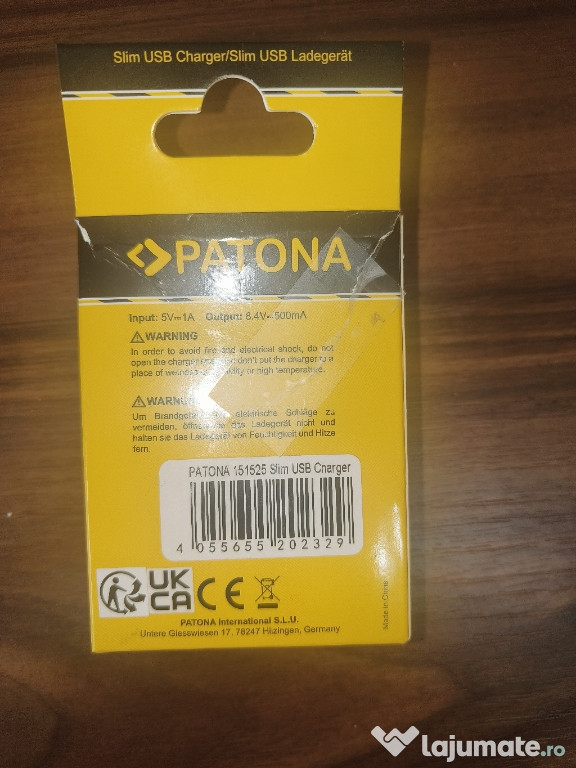 Slim USB Charger/Slim USB Ladegerät
PATONA
Input: 5V⎓1A Output: 8.4V⎓500mA
WARNING
In order to avoid fire and electrical shock, do not
open the charger and don't put the charger to a
place of wetness, humidity or high temperature.
WARNUNG
Um Brandgefahr elektrische Schläge zu
vermeiden, öffnen das Ladegerät nicht und
halten sie das Ladegerät von Feuchtigkeit und Hitze
fern.
PATONA 151525 Slim USB Charger
4 055655 202329
UK
CA
CE
PATONA International S.L.U.
Untere Giesswiesen 17, 78247 Hilzingen, Germany
Made in China
lajumate.ro